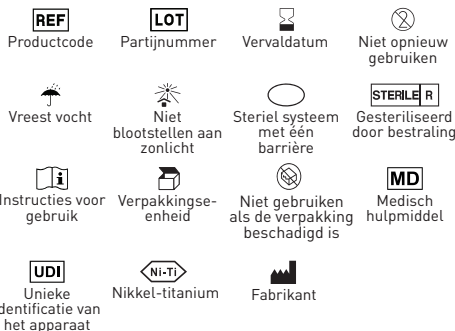 REF
LOT
Productcode
Partijnummer
Vervaldatum
Niet opnieuw
gebruiken
2
STERILE R
Vreest vocht
Niet
blootstellen aan
zonlicht
Steriel systeem
met één
barrière
Gesteriliseerd
door bestraling
i
MD
Instructies voor
gebruik
Verpakkingse-
enheid
Niet gebruiken
als de verpakking
beschadigd is
Medisch
hulpmiddel
UDI
Ni-Ti
Unieke
identificatie van
het apparaat
Nikkel-titanium
Fabrikant